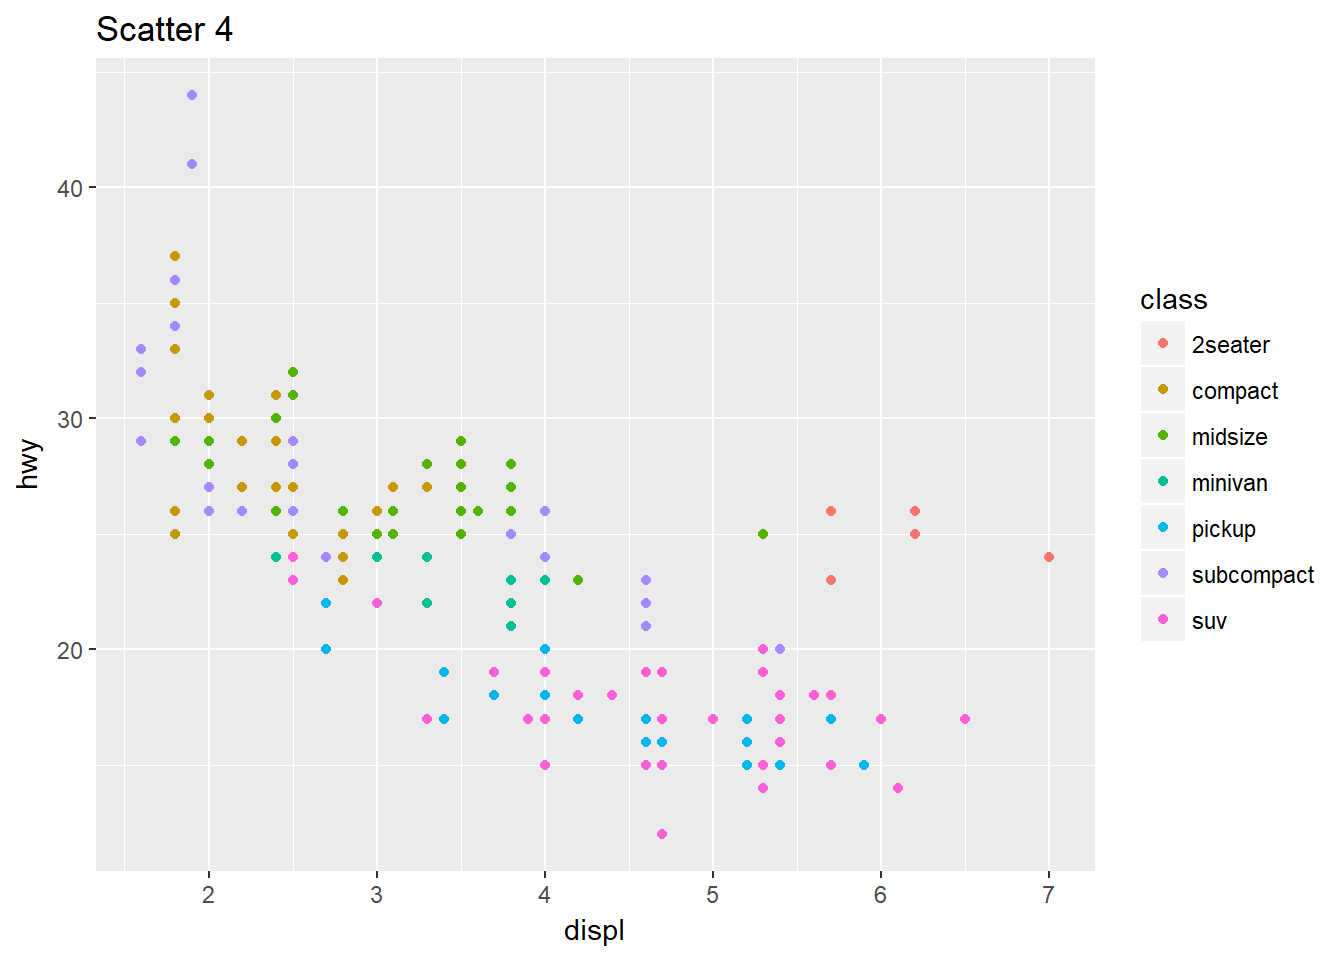 Scatter 4
hwy
40
30
20
2 3 4 5 6 7
displ
class
2seater
compact
midsize
minivan
pickup
subcompact
suv